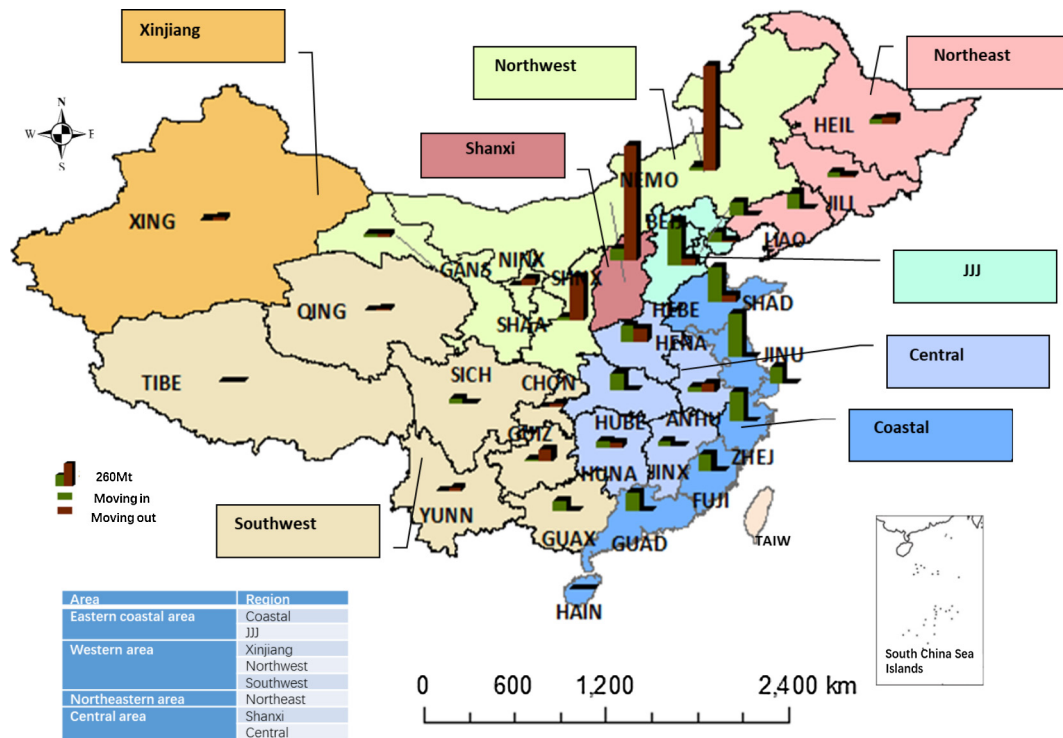 Xinjiang
Northwest
Northeast
Shanxi
N
W E
S
HEIL
NEMO
JILI
XING
BEIJ
LIAO
NINX
GANS
SHNX
JJJ
QING
HEBE
SHAD
SHAA
HENA
JINU
Central
TIBE
SICH
CHON
HUBE
ANHU
Coastal
GUIZ
ZHEJ
HUNA
JINX
260Mt
Moving in
Moving out
FUJI
YUNN
Southwest
GUAX
GUAD
TAIW
HAIN
Area Region
Eastern coastal area Coastal
JJJ
Western area Xinjiang
Northwest
Southwest
Northeastern area Northeast
Central area Shanxi
Central
0 600 1,200 2,400 km
South China Sea
Islands